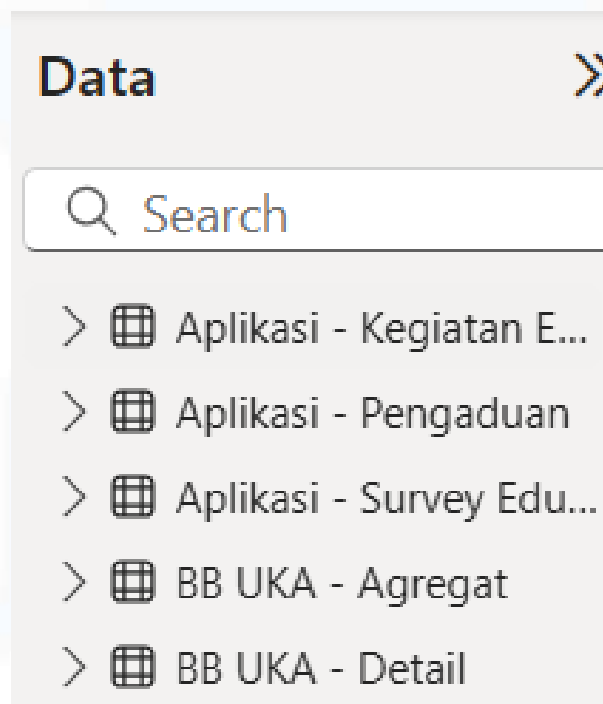 Data
Search
Aplikasi - Kegiatan E...
Aplikasi - Pengaduan
Aplikasi - Survey Edu...
BB UKA - Agregat
BB UKA - Detail